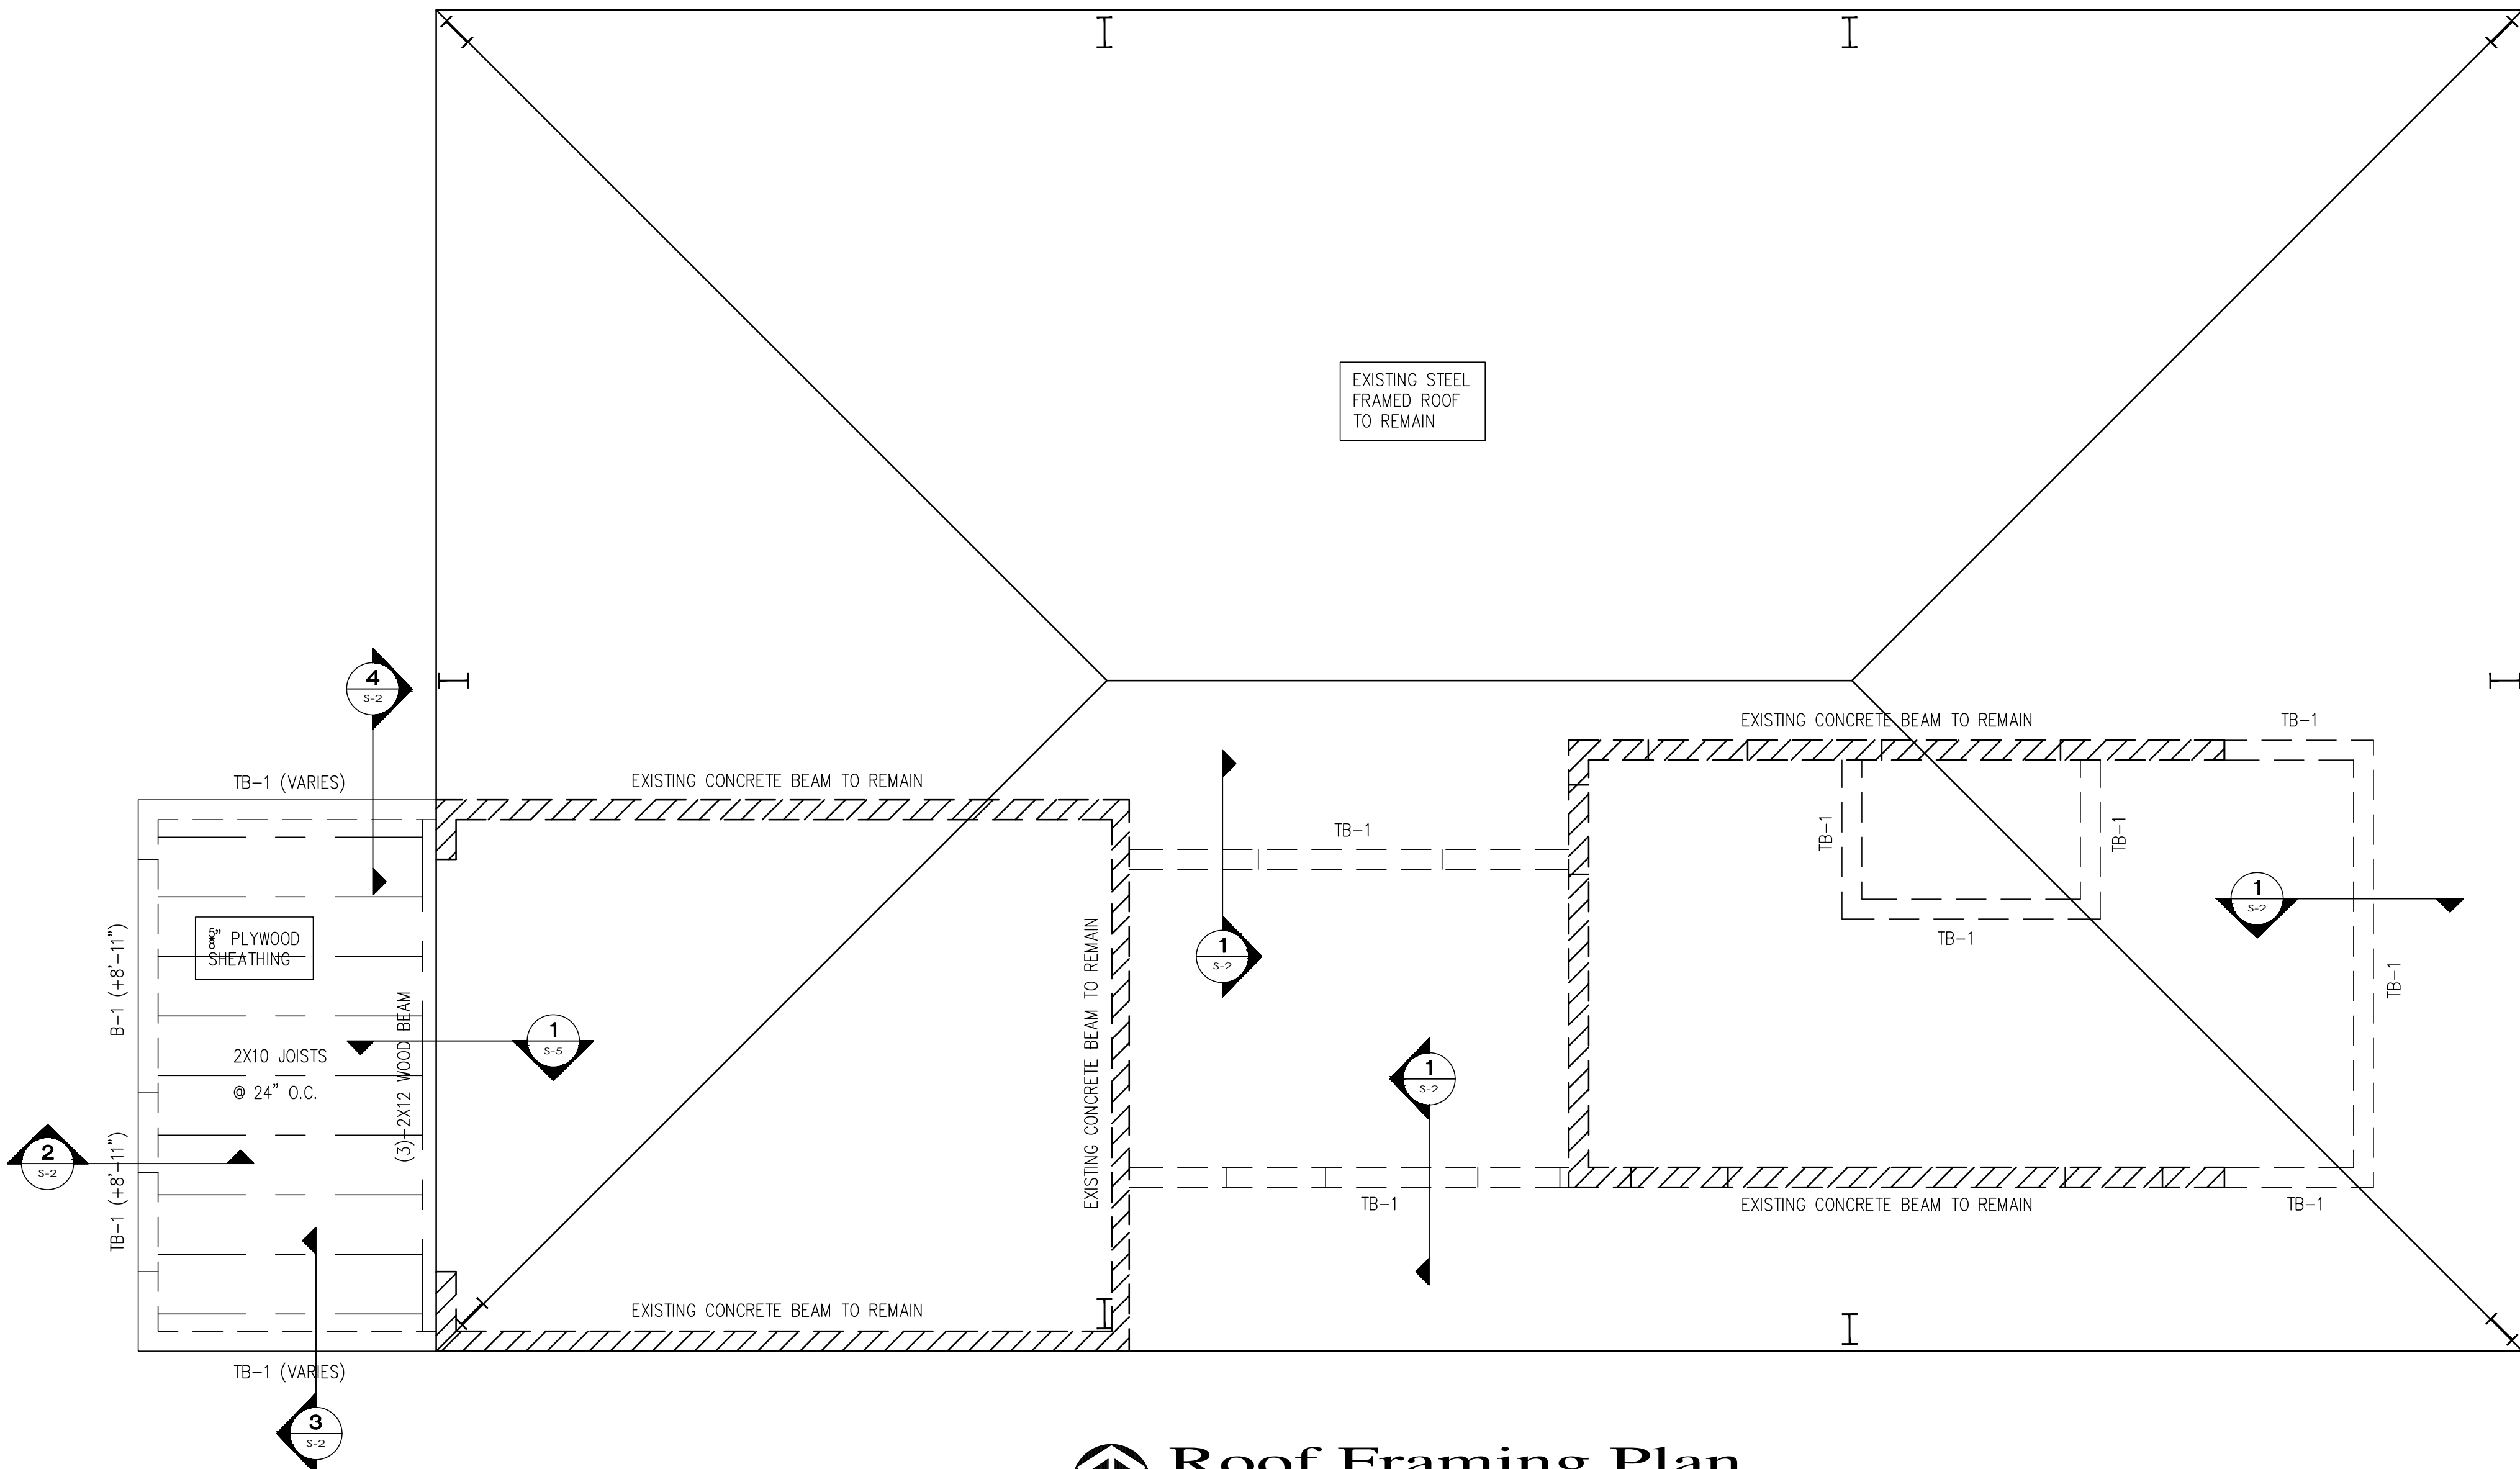 EXISTING STEEL
FRAMED ROOF
TO REMAIN
4
S-2
EXISTING CONCRETE BEAM TO REMAIN
TB-1
TB-1 (VARIES)
EXISTING CONCRETE BEAM TO REMAIN
TB-1
TB-1
TB-1
1
S-2
TB-1
TB-1
B-1 (+8'-11")
5/8" PLYWOOD
SHEATHING
EXISTING CONCRETE BEAM TO REMAIN
1
S-2
(3)-2X12 WOOD BEAM
1
S-5
2X10 JOISTS
@ 24" O.C.
1
S-2
2
S-2
TB-1 (+8'-11")
TB-1
EXISTING CONCRETE BEAM TO REMAIN
TB-1
EXISTING CONCRETE BEAM TO REMAIN
TB-1 (VARIES)
3
S-2
Roof Framing Plan